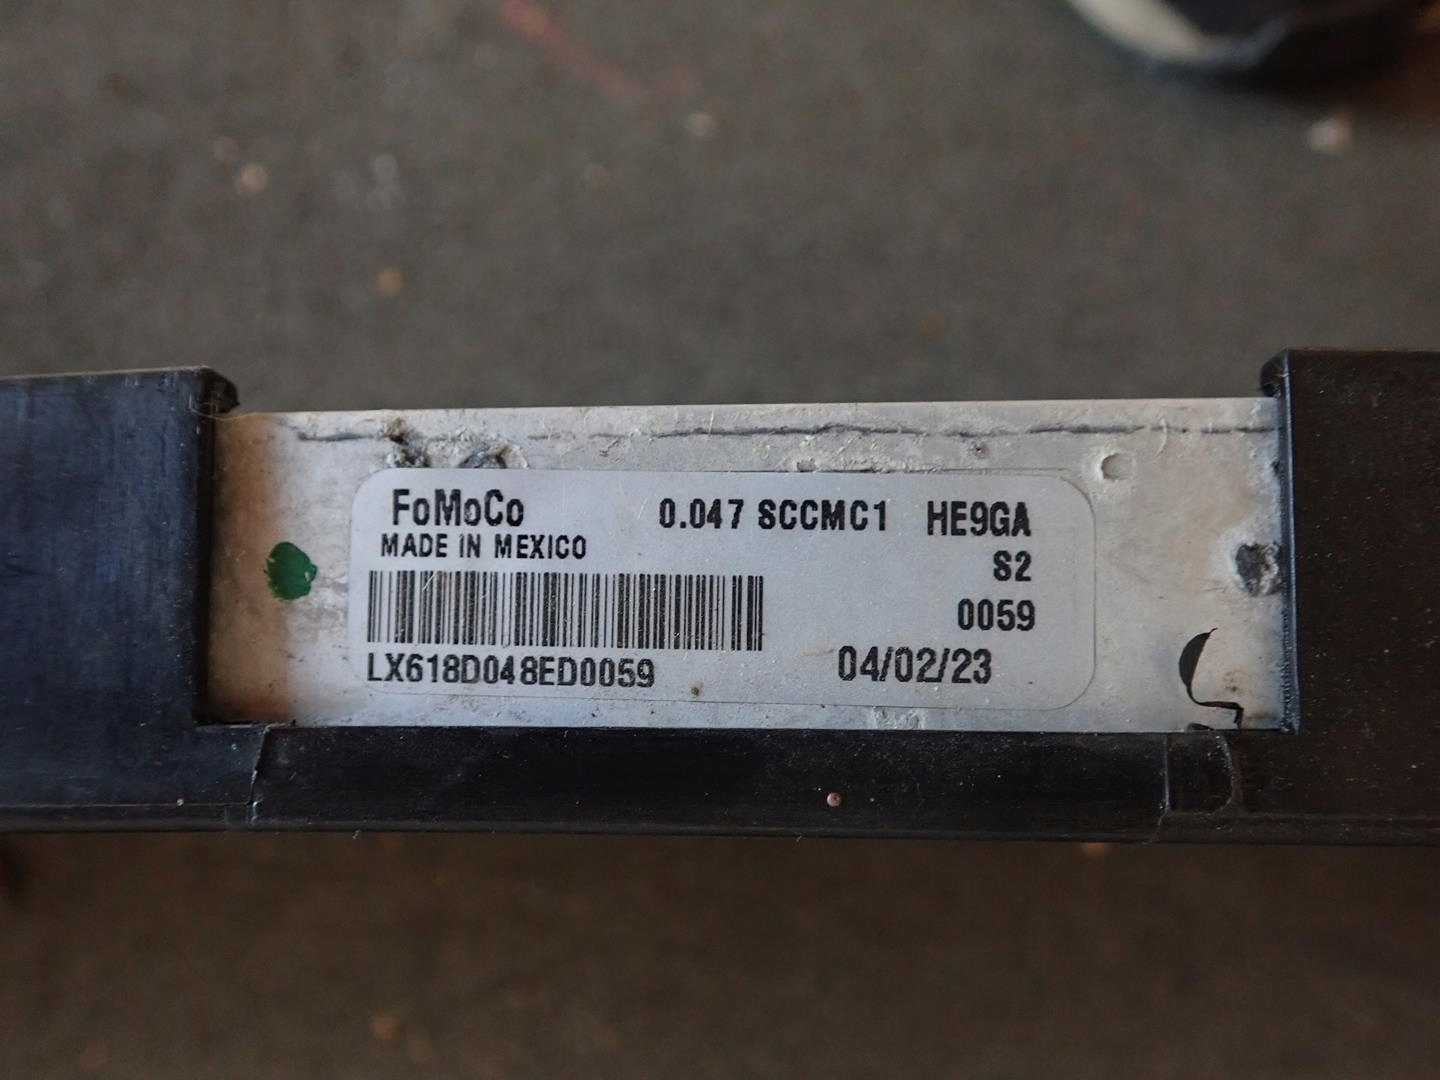 FoMoCo 0.047 SCCMC1 HE9GA
MADE IN MEXICO S2
0059
LX618D048ED0059 04/02/23